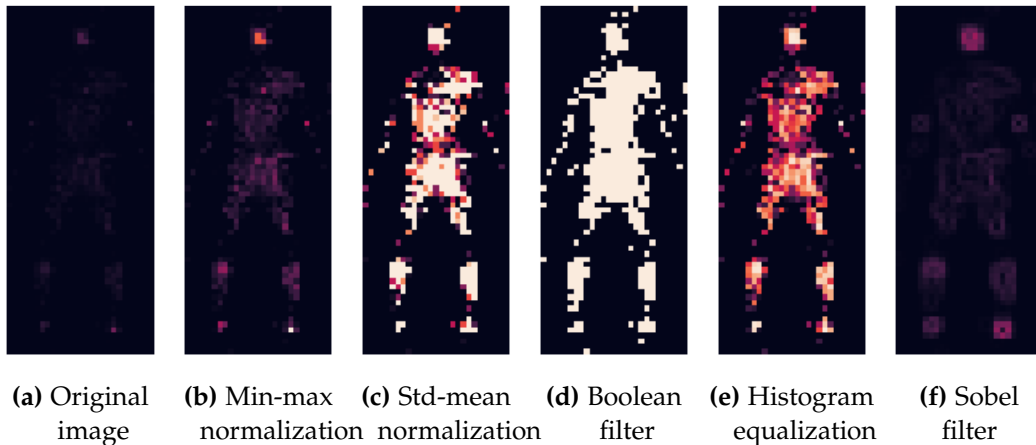 (a) Original
image
(b) Min-max
normalization
(c) Std-mean
normalization
(d) Boolean
filter
(e) Histogram
equalization
(f) Sobel
filter